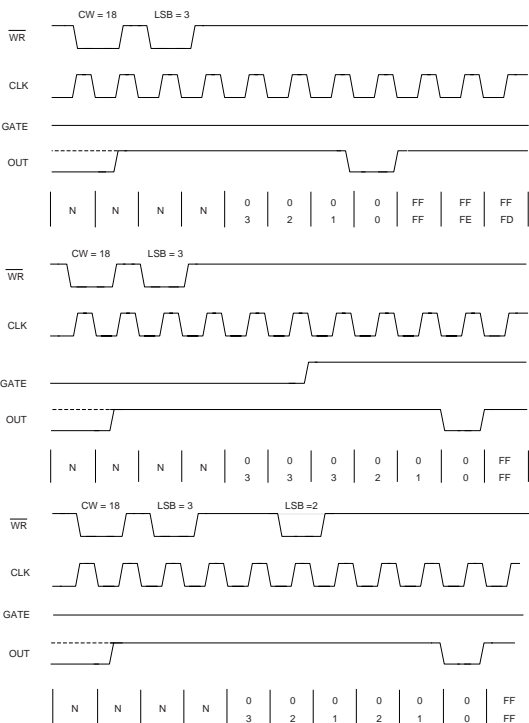 CW = 18 LSB = 3
WR
CLK
GATE
OUT
N N N N 0 0 0 0 FF FF FF
3 2 1 0 FF FE FD
CW = 18 LSB = 3
WR
CLK
GATE
OUT
N N N N 0 0 0 0 0 0 FF
3 3 3 2 1 0 FF
CW = 18 LSB = 3 LSB =2
WR
CLK
GATE
OUT
N N N N 0 0 0 0 0 0 FF
3 2 1 2 1 0 FF